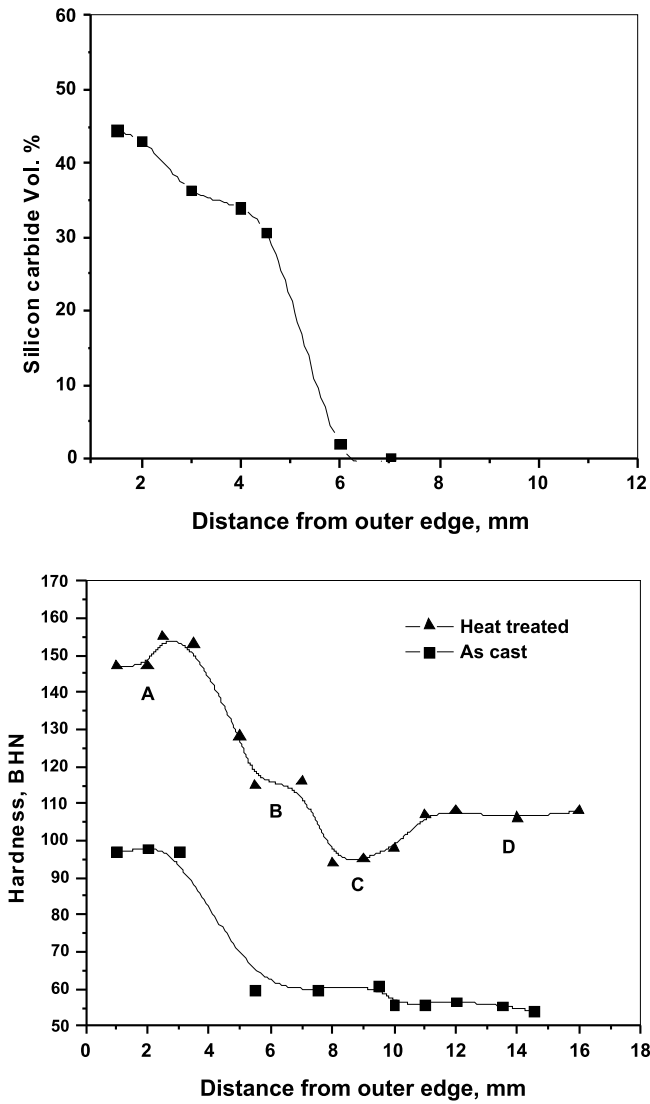 60
50
40
30
20
10
0
2 4 6 8 10 12
Silicon carbide Vol. %
Distance from outer edge, mm
170
160
150
140
130
120
110
100
90
80
70
60
50
0 2 4 6 8 10 12 14 16 18
Hardness, BHN
Heat treated
As cast
A
B
C
D
Distance from outer edge, mm